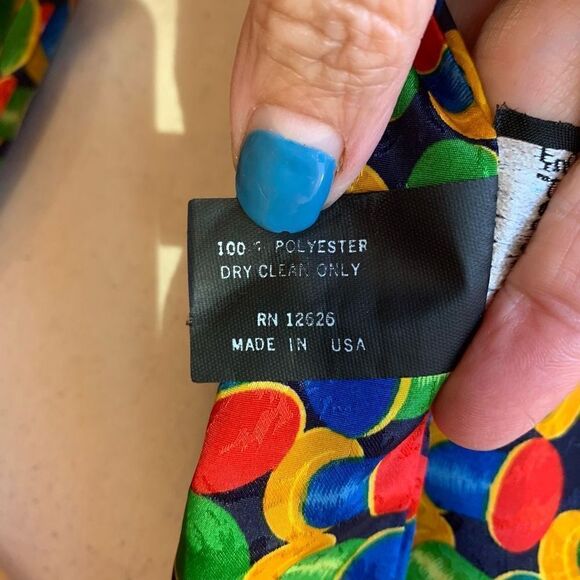 100% POLYESTER
DRY CLEAN ONLY
RN 12626
MADE IN USA